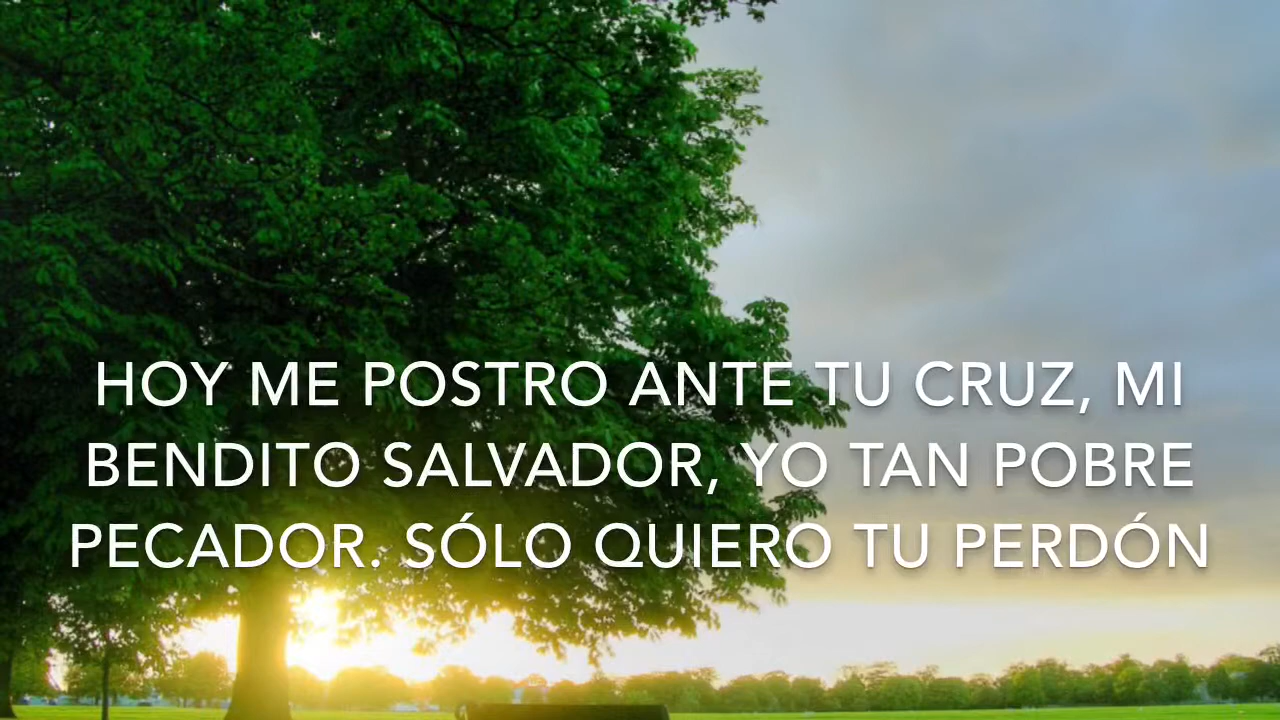 HOY ME POSTRO ANTE TU CRUZ, MI
BENDITO SALVADOR, YO TAN POBRE
PECADOR. SÓLO QUIERO TU PERDÓN